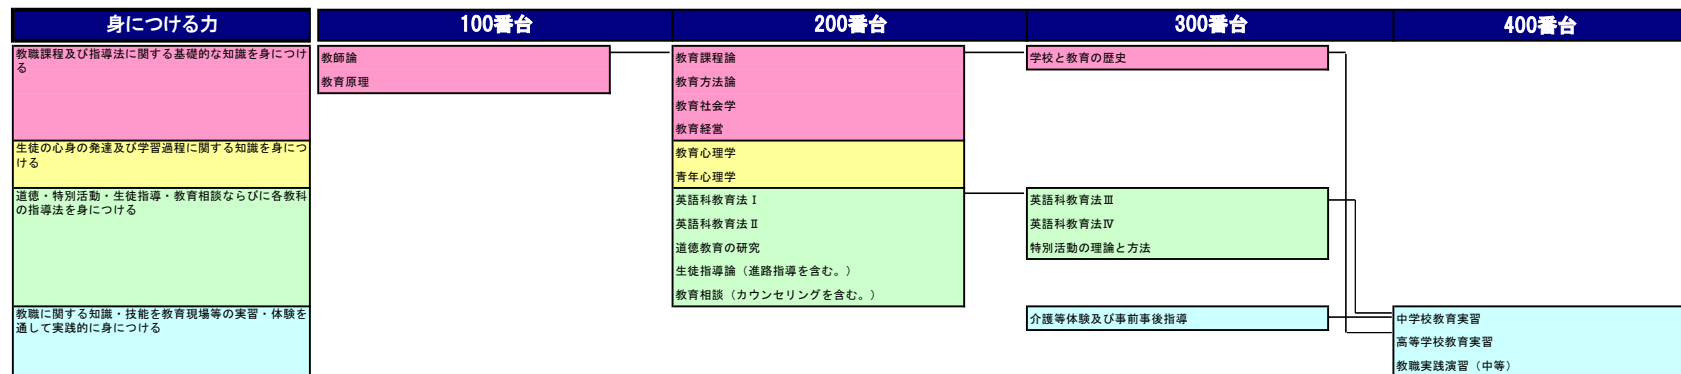 身につける力
100番台
200番台
300番台
400番台
教職課程及び指導法に関する基礎的な知識を身につけ
る
教師論
教育原理
教育課程論
教育方法論
教育社会学
教育経営
学校と教育の歴史
生徒の心身の発達及び学習過程に関する知識を身につ
ける
教育心理学
青年心理学
道徳・特別活動・生徒指導・教育相談ならびに各教科
の指導法を身につける
英語科教育法Ⅰ
英語科教育法Ⅱ
道徳教育の研究
生徒指導論（進路指導を含む。）
教育相談（カウンセリングを含む。）
英語科教育法Ⅲ
英語科教育法Ⅳ
特別活動の理論と方法
教職に関する知識・技能を教育現場等の実習・体験を
通して実践的に身につける
介護等体験及び事前事後指導
中学校教育実習
高等学校教育実習
教職実践演習（中等）